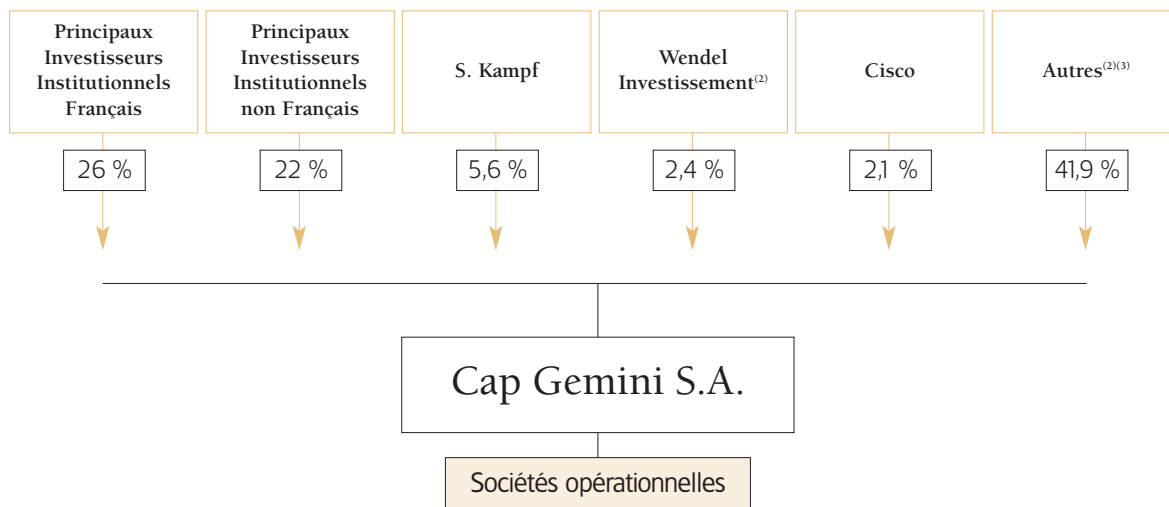 Principaux
Investisseurs
Institutionnels
Français
Principaux
Investisseurs
Institutionnels
non Français
S. Kampf
Wendel
Investissement(2)
Cisco
Autres(2)(3)
26 %
22 %
5,6 %
2,4 %
2,1 %
41,9 %
Cap Gemini S.A.
Sociétés opérationnelles